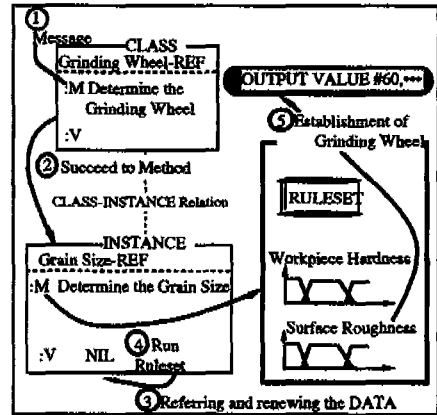 ①
Message
CLASS
Grinding Wheel-REF
:M Determine the
Grinding Wheel
:V
② Succeed to Method
CLASS-INSTANCE Relation
INSTANCE
Grain Size-REF
:M Determine the Grain Size
:V NIL
④ Run
Ruleset
③ Referring and renewing the DATA
OUTPUT VALUE #60,•••
⑤ Establishment of
Grinding Wheel
RULESET
Workpiece Hardness
Surface Roughness